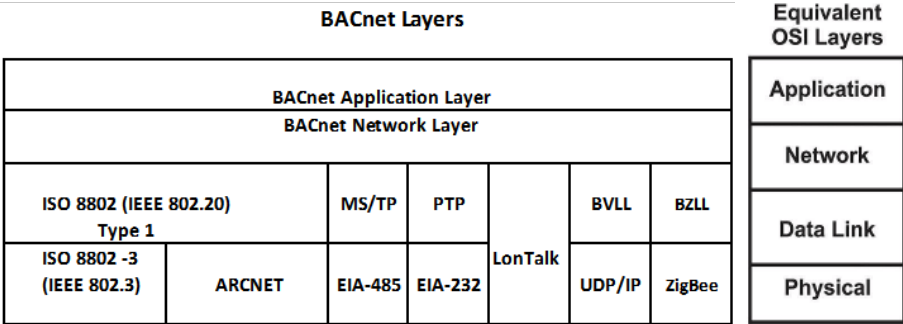 BACnet Layers
Equivalent
OSI Layers
BACnet Application Layer
Application
BACnet Network Layer
Network
ISO 8802 (IEEE 802.20)
Type 1
MS/TP
PTP
BVLL
BZLL
Data Link
ISO 8802 -3
(IEEE 802.3)
ARCNET
EIA-485
EIA-232
LonTalk
UDP/IP
ZigBee
Physical